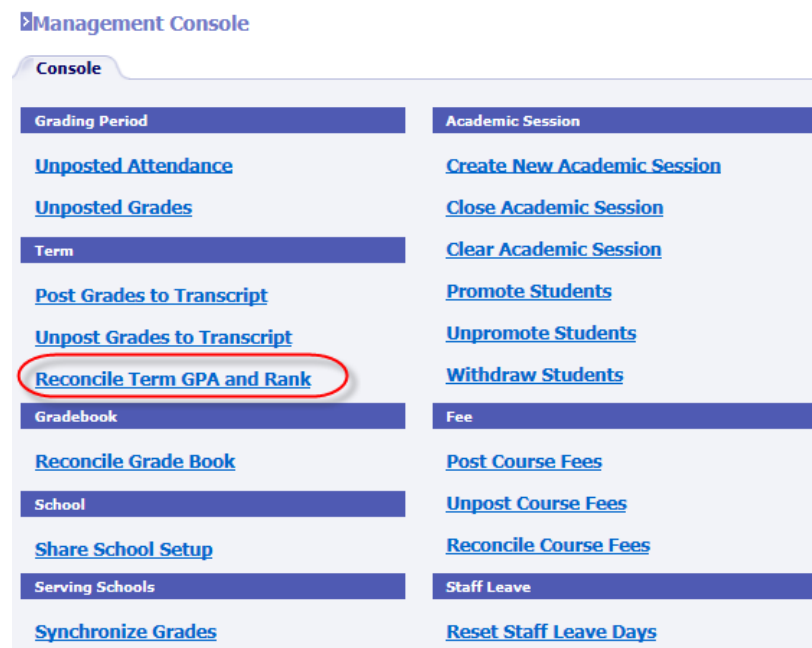 Management Console
Console
Grading Period
Unposted Attendance
Unposted Grades
Term
Post Grades to Transcript
Unpost Grades to Transcript
Reconcile Term GPA and Rank
Gradebook
Reconcile Grade Book
School
Share School Setup
Serving Schools
Synchronize Grades
Academic Session
Create New Academic Session
Close Academic Session
Clear Academic Session
Promote Students
Unpromote Students
Withdraw Students
Fee
Post Course Fees
Unpost Course Fees
Reconcile Course Fees
Staff Leave
Reset Staff Leave Days